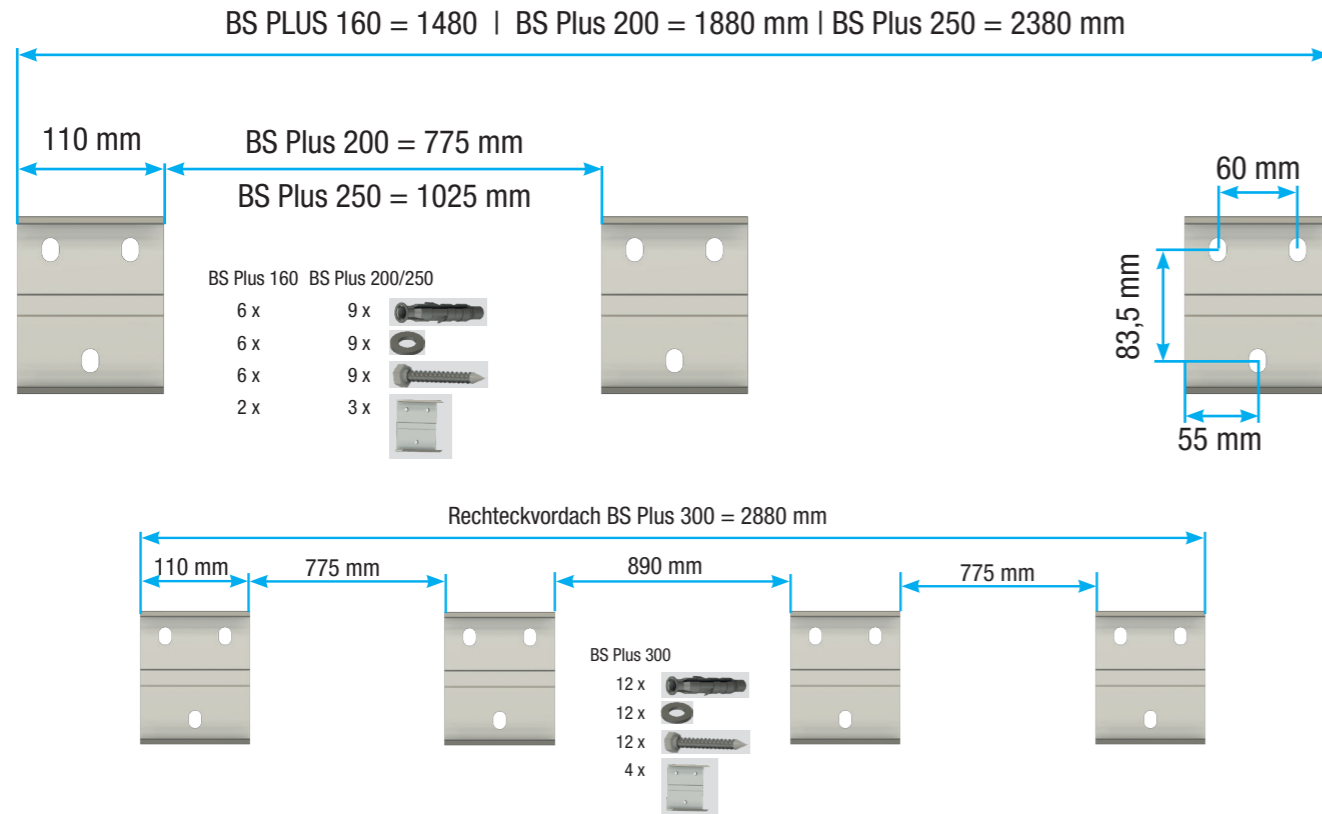 BS PLUS 160 = 1480 | BS Plus 200 = 1880 mm | BS Plus 250 = 2380 mm
110 mm
BS Plus 200 = 775 mm
BS Plus 250 = 1025 mm
60 mm
83,5 mm
55 mm
BS Plus 160 BS Plus 200/250
6 x 9 x
6 x 9 x
6 x 9 x
2 x 3 x
Rechteckvordach BS Plus 300 = 2880 mm
110 mm 775 mm 890 mm 775 mm
BS Plus 300
12 x
12 x
12 x
4 x